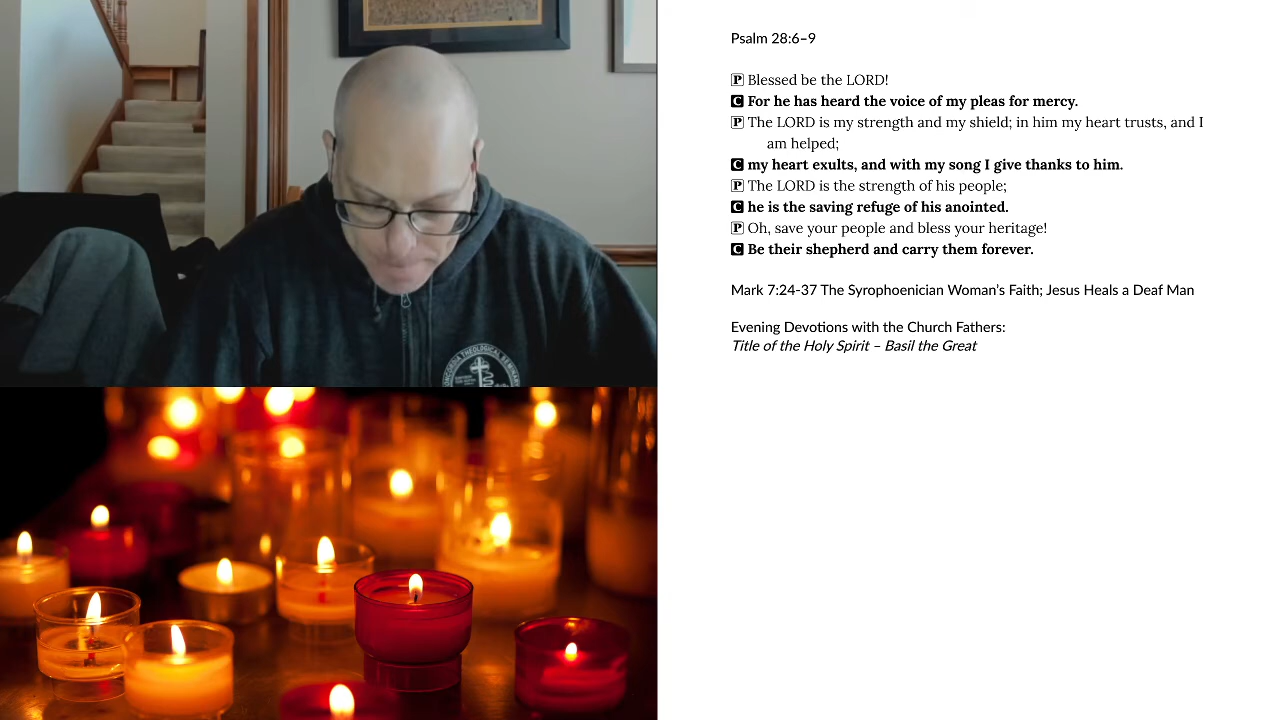 Psalm 28:6–9
P Blessed be the LORD!
C For he has heard the voice of my pleas for mercy.
P The LORD is my strength and my shield; in him my heart trusts, and I
am helped;
C my heart exults, and with my song I give thanks to him.
P The LORD is the strength of his people;
C he is the saving refuge of his anointed.
P Oh, save your people and bless your heritage!
C Be their shepherd and carry them forever.
Mark 7:24-37 The Syrophoenician Woman's Faith; Jesus Heals a Deaf Man
Evening Devotions with the Church Fathers:
Title of the Holy Spirit – Basil the Great
CONCORDIA THEOLOGICAL SEMINARY